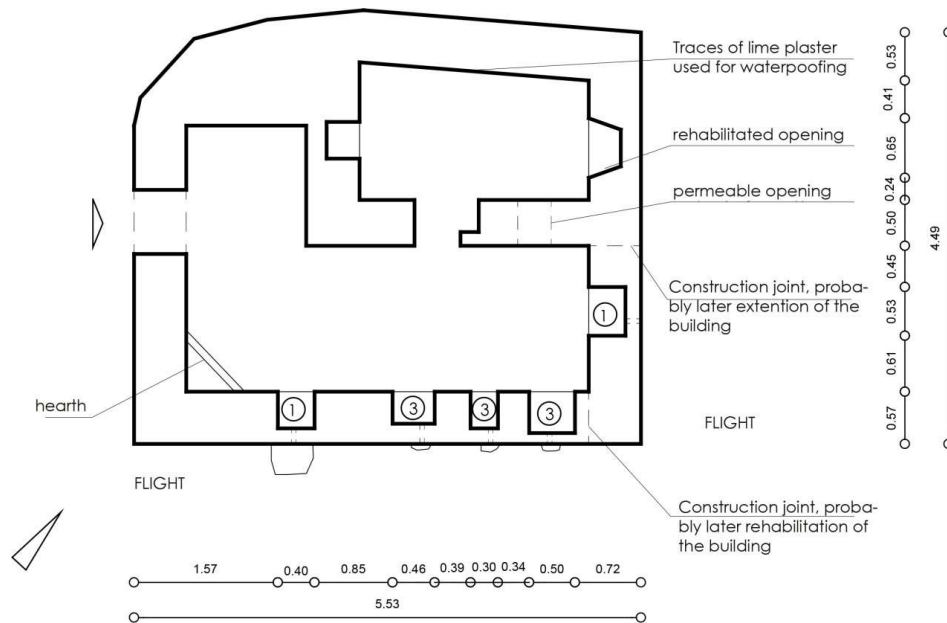 Traces of lime plaster
used for waterpoofing
rehabilitated opening
permeable opening
Construction joint, proba-
bly later extention of the
building
hearth
1
1
3
3
3
FLIGHT
FLIGHT
Construction joint, proba-
bly later rehabilitation of
the building
0.53
0.41
0.65
0.24
0.50
0.45
0.53
0.61
0.57
4.49
1.57
0.40
0.85
0.46
0.39
0.30
0.34
0.50
0.72
5.53